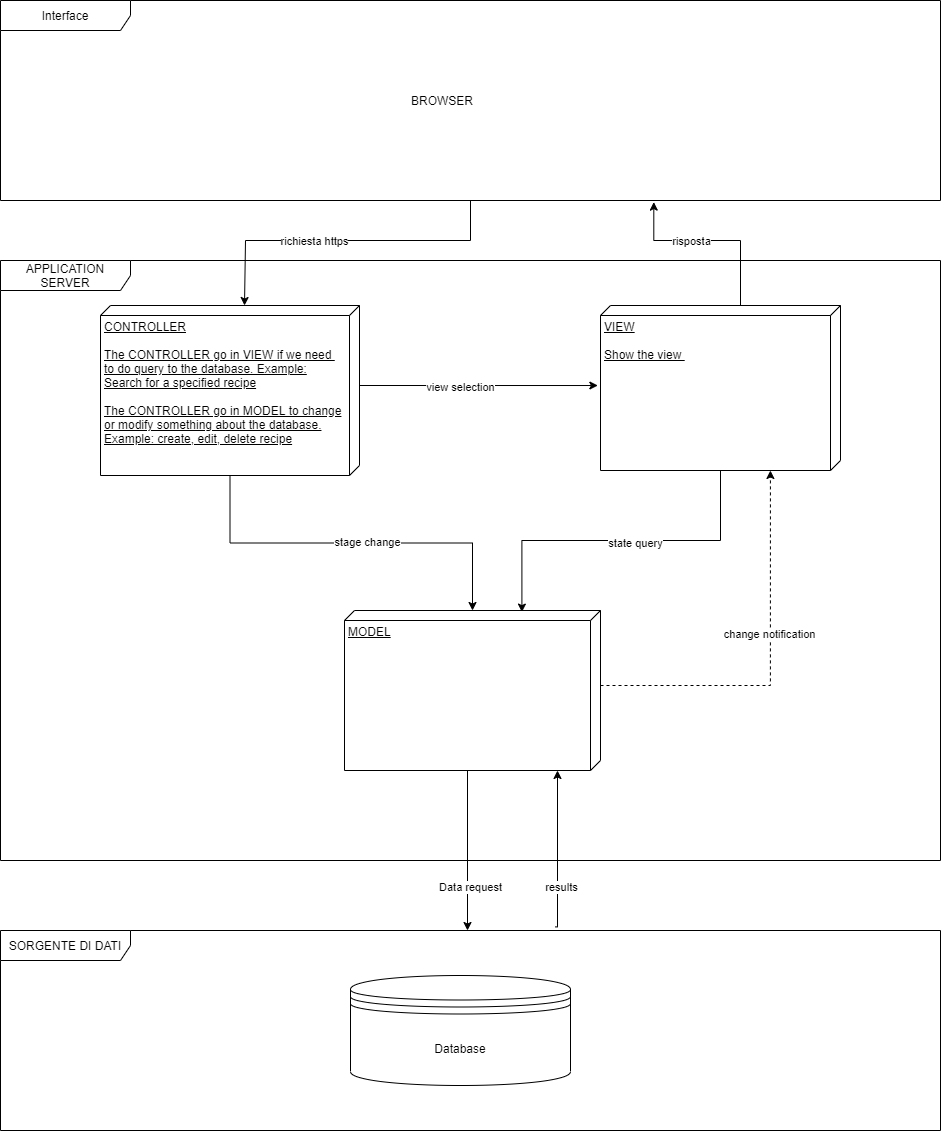 Interface
BROWSER
richiesta https
risposta
APPLICATION
SERVER
CONTROLLER
The CONTROLLER go in VIEW if we need
to do query to the database. Example:
Search for a specified recipe
The CONTROLLER go in MODEL to change
or modify something about the database.
Example: create, edit, delete recipe
VIEW
Show the view
view selection
stage change
state query
MODEL
change notification
Data request
results
SORGENTE DI DATI
Database